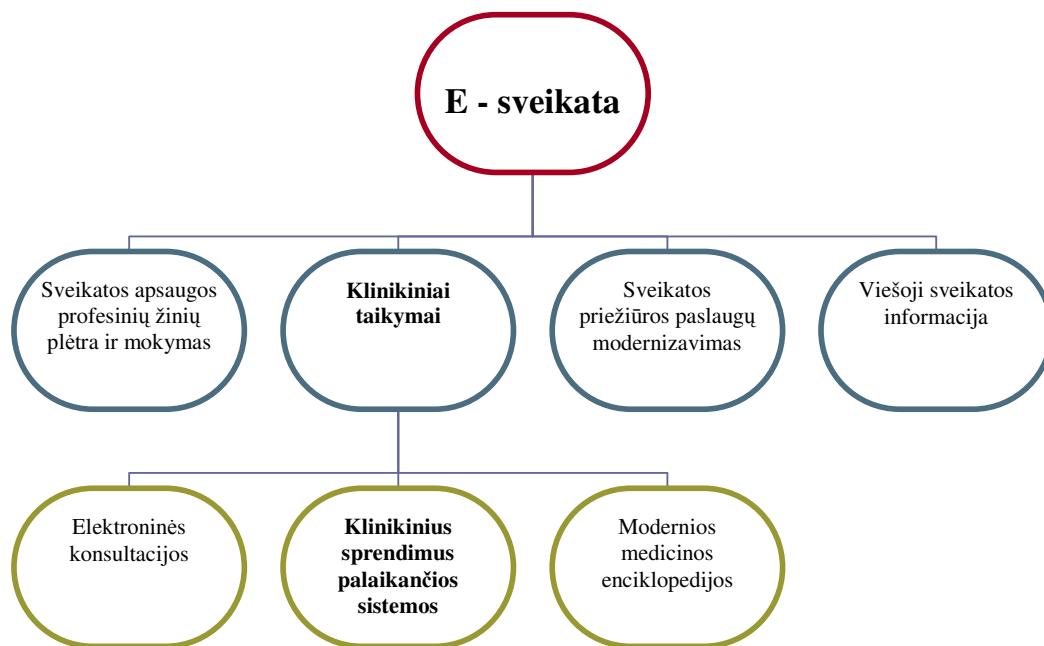 E - sveikata
Sveikatos apsaugos
profesinių žinių
plėtra ir mokymas
Klinikiniai
taikymai
Sveikatos
priežiūros paslaugų
modernizavimas
Viešoji sveikatos
informacija
Elektroninės
konsultacijos
Klinikinius
sprendimus
palaikančios
sistemos
Modernios
medicinos
enciklopedijos